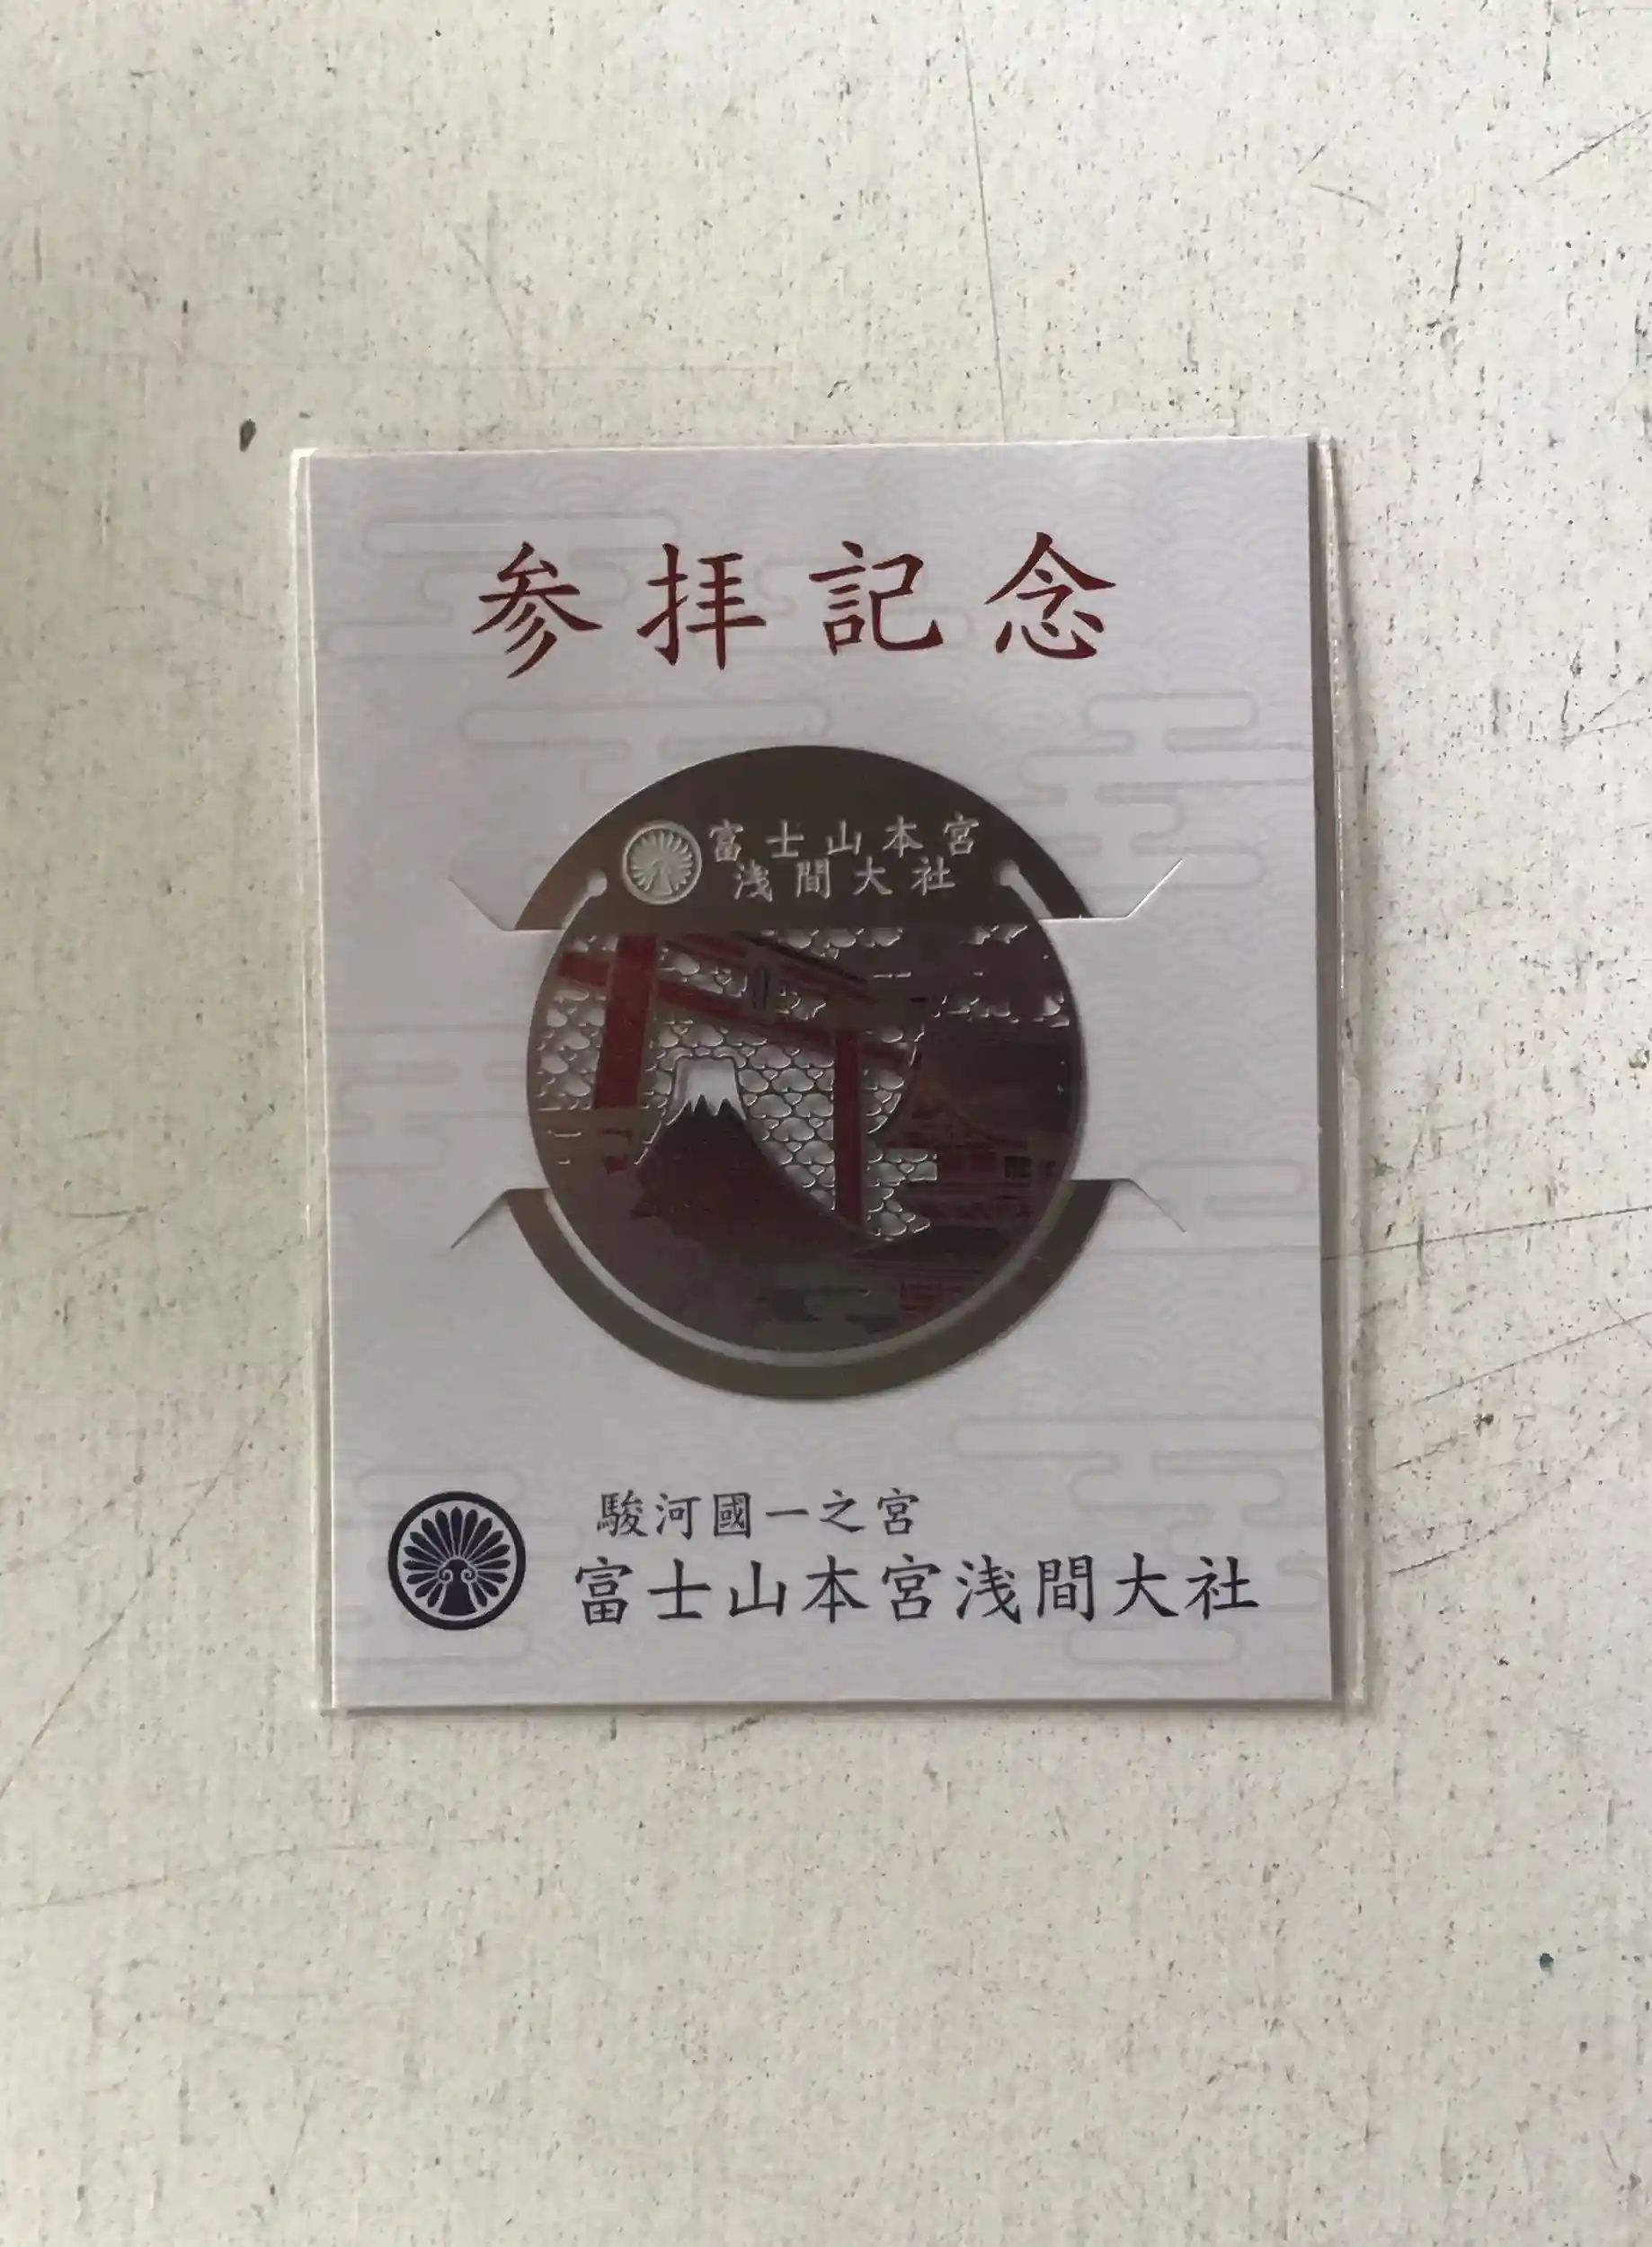 参拝記念
富士山本宮
浅間大社
駿河國一之宮
富士山本宮浅間大社